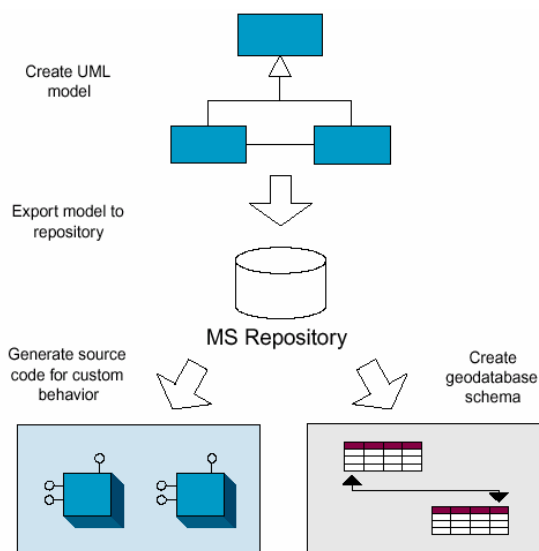 Create UML
model
Export model to
repository
MS Repository
Generate source
code for custom
behavior
Create
geodatabase
schema